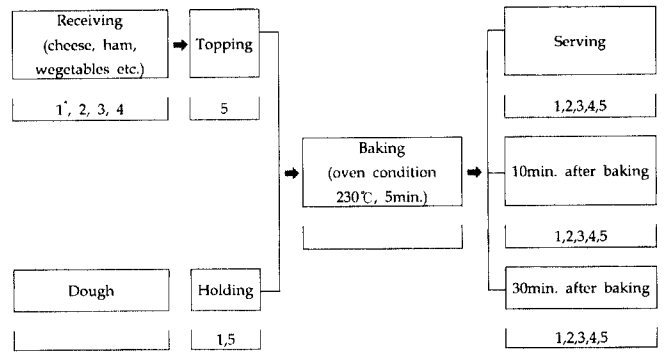 Receiving
(cheese, ham,
wegetables etc.)
1*, 2, 3, 4
Topping
5
Dough
Holding
1,5
Baking
(oven condition
230℃, 5min.)
Serving
1,2,3,4,5
10min. after baking
1,2,3,4,5
30min. after baking
1,2,3,4,5